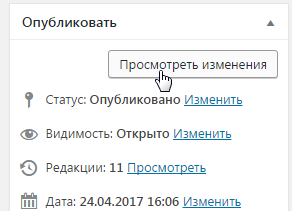 Опубликовать
Просмотреть изменения
Статус: Опубликовано Изменить
Видимость: Открыто Изменить
Редакции: 11 Просмотреть
Дата: 24.04.2017 16:06 Изменить